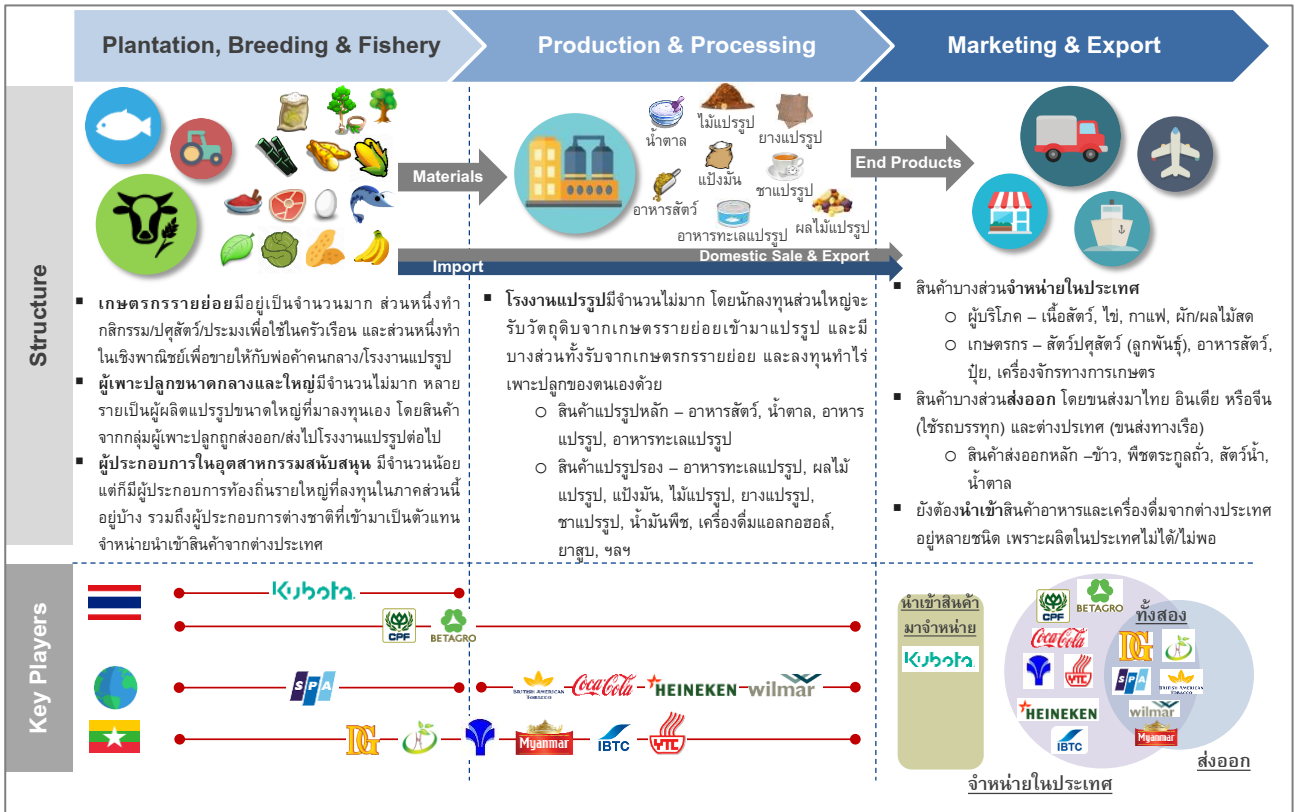 Plantation, Breeding & Fishery
Production & Processing
Marketing & Export
Structure
Materials
น้ำตาล
ไม้แปรรูป
ยางแปรรูป
แป้งมัน
ชาแปรรูป
อาหารสัตว์
อาหารทะเลแปรรูป
ผลไม้แปรรูป
End Products
Domestic Sale & Export
Import
▪ เกษตรกรรายย่อยมีอยู่เป็นจำนวนมาก ส่วนหนึ่งทำ
กสิกรรม/ปศุสัตว์/ประมงเพื่อใช้ในครัวเรือน และส่วนหนึ่งทำ
ในเชิงพาณิชย์เพื่อขายให้กับพ่อค้าคนกลาง/โรงงานแปรรูป
▪ ผู้เพาะปลูกขนาดกลางและใหญ่มีจำนวนไม่มาก หลาย
รายเป็นผู้ผลิตแปรรูปขนาดใหญ่ที่มาลงทุนเอง โดยสินค้า
จากกลุ่มผู้เพาะปลูกถูกส่งออก/ส่งไปโรงงานแปรรูปต่อไป
▪ ผู้ประกอบการในอุตสาหกรรมสนับสนุน มีจำนวนน้อย
แต่ก็มีผู้ประกอบการท้องถิ่นรายใหญ่ที่ลงทุนในภาคส่วนนี้
อยู่บ้าง รวมถึงผู้ประกอบการต่างชาติที่เข้ามาเป็นตัวแทน
จำหน่ายนำเข้าสินค้าจากต่างประเทศ
▪ โรงงานแปรรูปมีจำนวนไม่มาก โดยนักลงทุนส่วนใหญ่จะ
รับวัตถุดิบจากเกษตรรายย่อยเข้ามาแปรรูป และมี
บางส่วนทั้งรับจากเกษตรกรรายย่อย และลงทุนทำไร่
เพาะปลูกของตนเองด้วย
o สินค้าแปรรูปหลัก – อาหารสัตว์, น้ำตาล, อาหาร
แปรรูป, อาหารทะเลแปรรูป
o สินค้าแปรรูปรอง – อาหารทะเลแปรรูป, ผลไม้
แปรรูป, แป้งมัน, ไม้แปรรูป, ยางแปรรูป,
ชาแปรรูป, น้ำมันพืช, เครื่องดื่มแอลกอฮอล์,
ยาสูบ, ฯลฯ
▪ สินค้าบางส่วนจำหน่ายในประเทศ
o ผู้บริโภค – เนื้อสัตว์, ไข่, กาแฟ, ผัก/ผลไม้สด
o เกษตรกร – สัตว์ปศุสัตว์ (ลูกพันธุ์), อาหารสัตว์,
ปุ๋ย, เครื่องจักรทางการเกษตร
▪ สินค้าบางส่วนส่งออก โดยขนส่งมาไทย อินเดีย หรือจีน
(ใช้รถบรรทุก) และต่างปรเทศ (ขนส่งทางเรือ)
o สินค้าส่งออกหลัก –ข้าว, พืชตระกูลถั่ว, สัตว์น้ำ,
น้ำตาล
▪ ยังต้องนำเข้าสินค้าอาหารและเครื่องดื่มจากต่างประเทศ
อยู่หลายชนิด เพราะผลิตในประเทศไม่ได้/ไม่พอ
Key Players
Kubota
CPF
BETAGRO
SPA
BRITISH AMERICAN TOBACCO
Coca-Cola
HEINEKEN
wilmar
DG
Myanmar
IBTC
YTC
นำเข้าสินค้า
มาจำหน่าย
Kubota
CPF
BETAGRO
Coca-Cola
YTC
HEINEKEN
IBTC
ทั้งสอง
DG
SPA
BRITISH AMERICAN TOBACCO
wilmar
Myanmar
ส่งออก
จำหน่ายในประเทศ